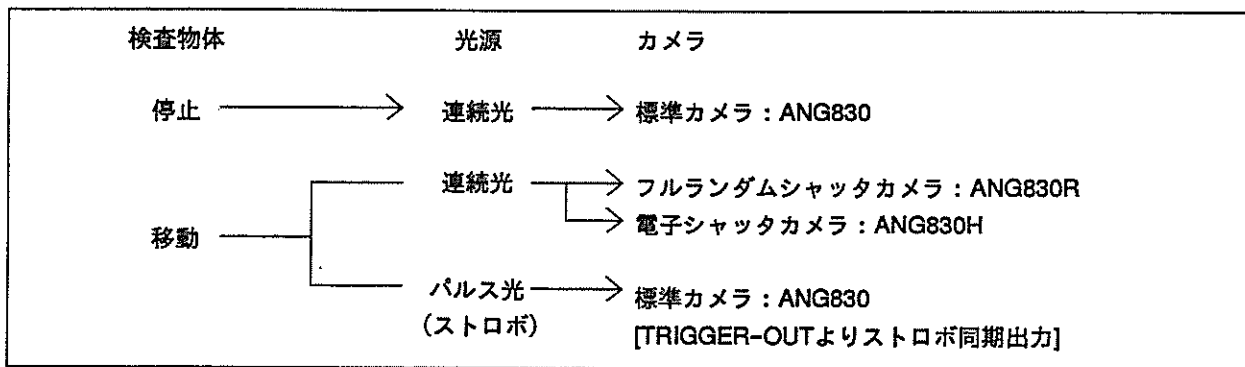 検査物体 光源 カメラ
停止 連続光 標準カメラ：ANG830
連続光 フルランダムシャッタカメラ：ANG830R
電子シャッタカメラ：ANG830H
移動
パルス光 標準カメラ：ANG830
（ストロボ） [TRIGGER-OUTよりストロボ同期出力]